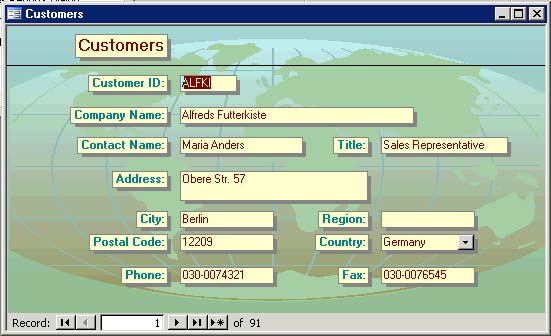 Customers
Customers
Customer ID: ALFKI
Company Name: Alfreds Futterkiste
Contact Name: Maria Anders Title: Sales Representative
Address: Obere Str. 57
City: Berlin Region:
Postal Code: 12209 Country: Germany
Phone: 030-0074321 Fax: 030-0076545
Record: 1 of 91